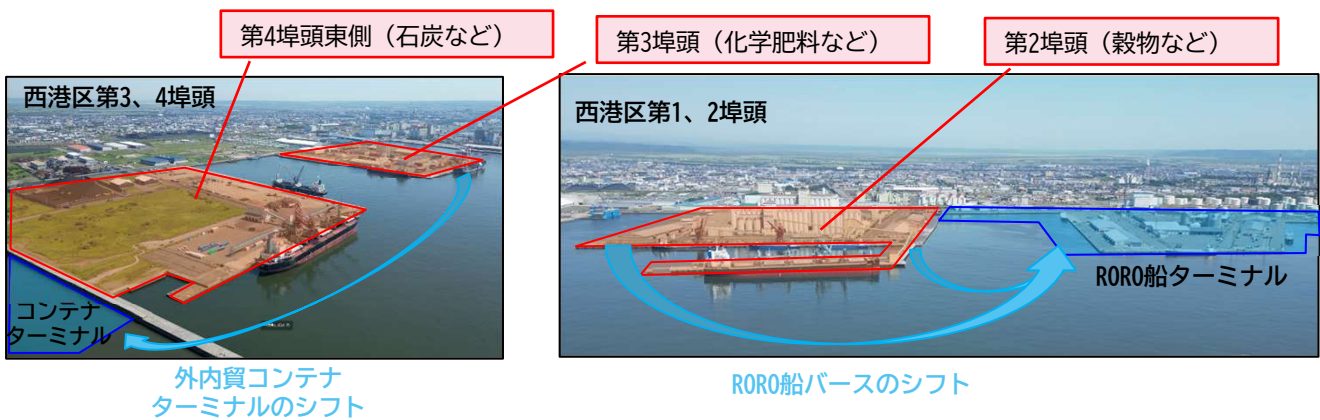 第4埠頭東側（石炭など）
第3埠頭（化学肥料など）
第2埠頭（穀物など）
西港区第3、4埠頭
コンテナ
ターミナル
外内貿コンテナ
ターミナルのシフト
西港区第1、2埠頭
RORO船ターミナル
RORO船バースのシフト